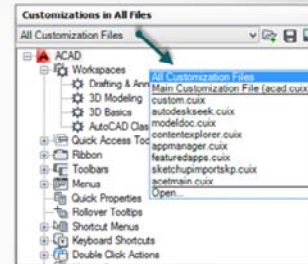 Customizations in All Files
All Customization Files
ACAD
Workspaces
Drafting & Ann
3D Modeling
3D Basics
AutoCAD Clas
Quick Access Too
Ribbon
Toolbars
Menus
Quick Properties
Rollover Tooltips
Shortcut Menus
Keyboard Shortcuts
Double Click Actions
All Customization Files
Main Customization File (acad.cuix
custom.cuix
autodeskseek.cuix
modeldoc.cuix
contentexplorer.cuix
appmanager.cuix
featuredapps.cuix
sketchupimportskp.cuix
acetmain.cuix
Open...